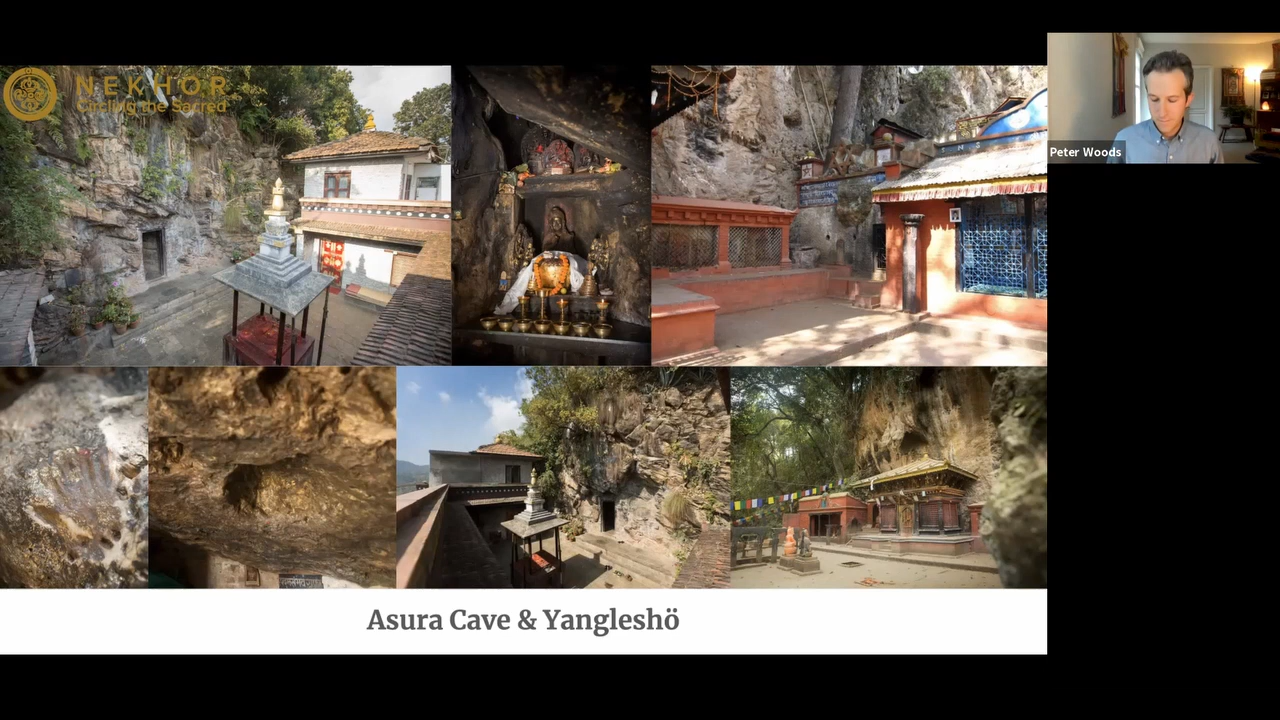 NEKHOR
Circling the Sacred
Peter Woods
Asura Cave & Yangleshö